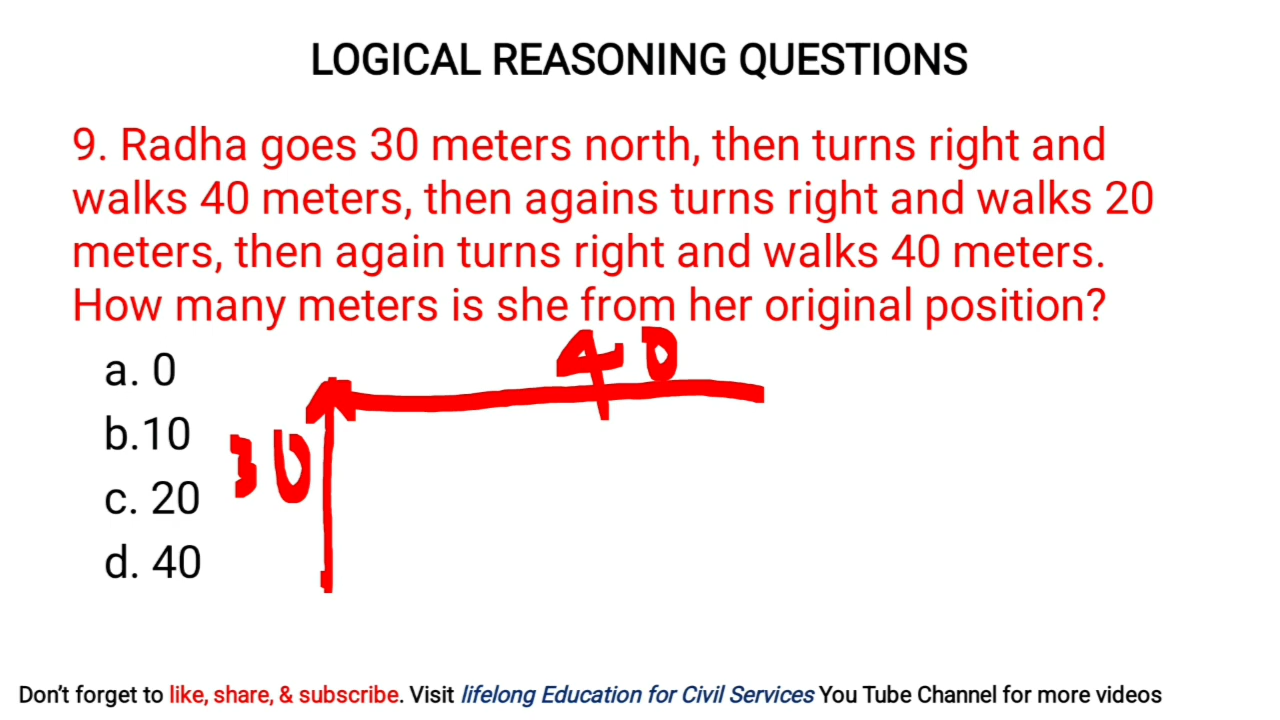 LOGICAL REASONING QUESTIONS
9. Radha goes 30 meters north, then turns right and
walks 40 meters, then agains turns right and walks 20
meters, then again turns right and walks 40 meters.
How many meters is she from her original position?
a. 0
40
b.10
30
c. 20
d. 40
Don't forget to like, share, & subscribe. Visit lifelong Education for Civil Services You Tube Channel for more videos